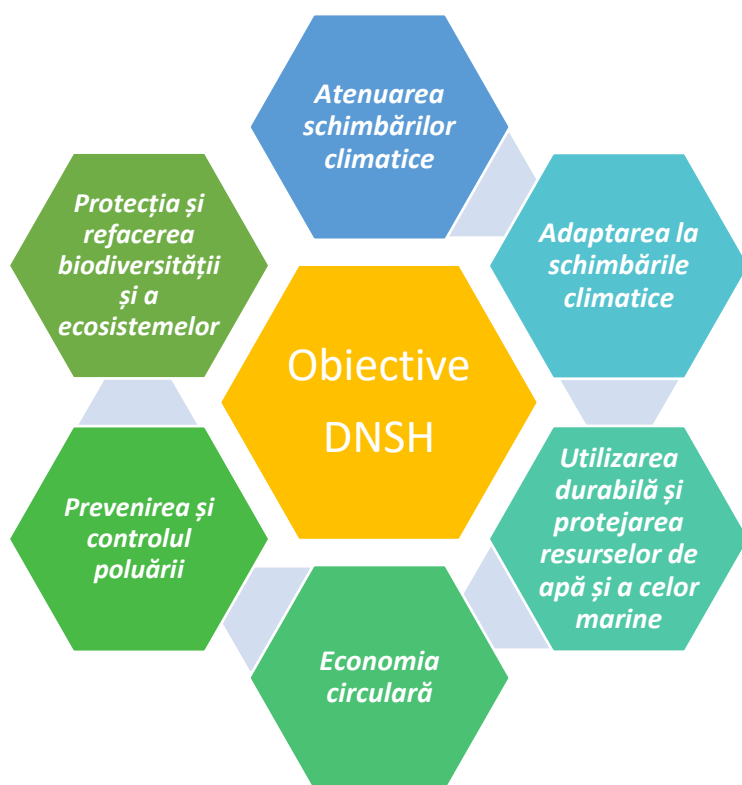 Atenuarea
schimbărilor
climatice
Adaptarea la
schimbările
climatice
Utilizarea
durabilă și
protejarea
resurselor de
apă și a celor
marine
Economia
circulară
Prevenirea și
controlul
poluării
Protecția și
refacerea
biodiversității
și a
ecosistemelor
Obiective
DNSH